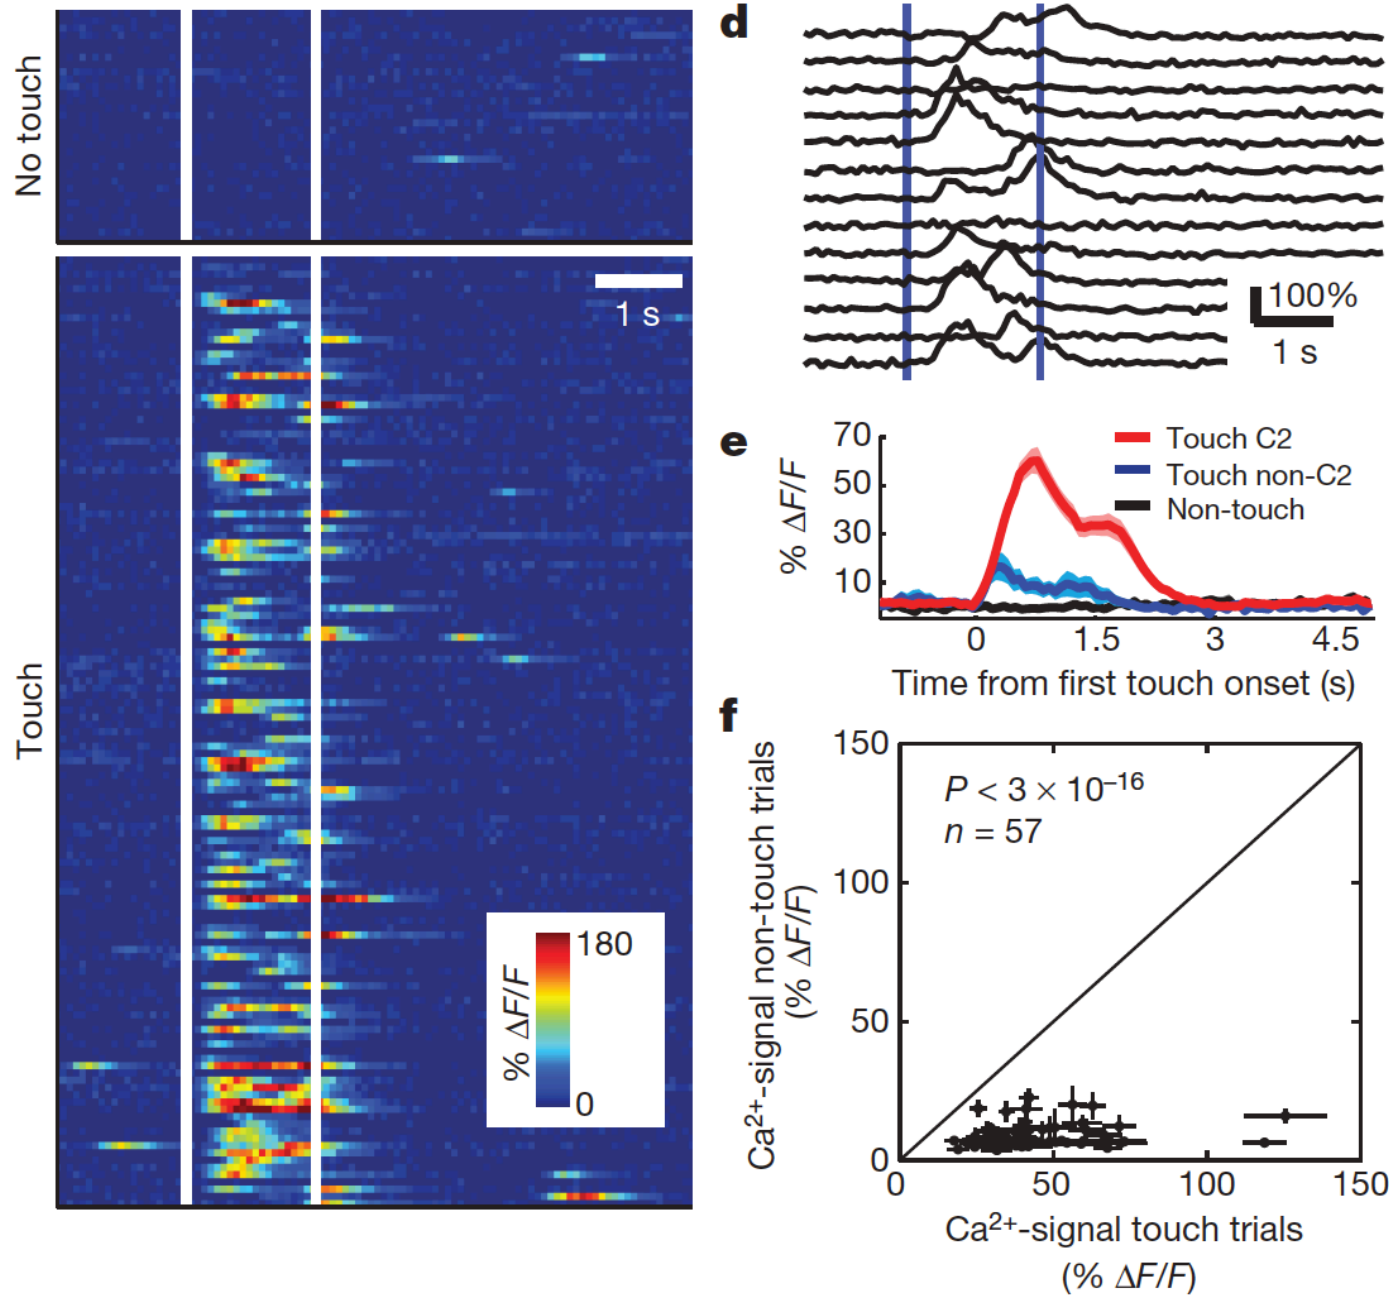 No touch
Touch
1 s
% ΔF/F
180
0
d
100%
1 s
e
% ΔF/F
70
50
30
10
Touch C2
Touch non-C2
Non-touch
0 1.5 3 4.5
Time from first touch onset (s)
f
Ca²⁺-signal non-touch trials
(% ΔF/F)
150
100
50
0
P < 3 × 10⁻¹⁶
n = 57
0 50 100 150
Ca²⁺-signal touch trials
(% ΔF/F)